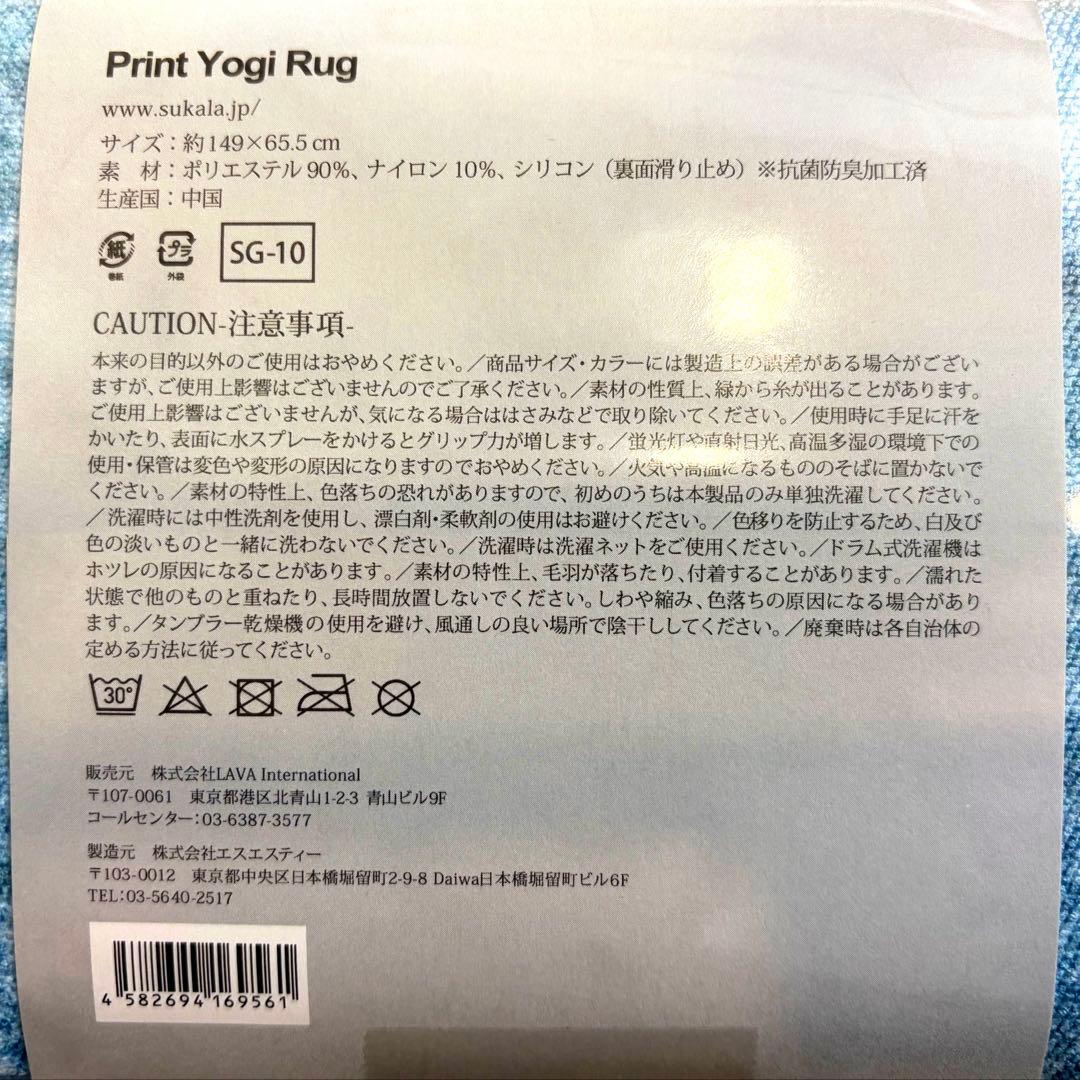 Print Yogi Rug
www.sukala.jp/
サイズ：約149×65.5cm
素　材：ポリエステル90%、ナイロン10%、シリコン（裏面滑り止め）※抗菌防臭加工済
生産国：中国
紙 プラ SG-10
巻紙 外袋
CAUTION-注意事項-
本来の目的以外のご使用はおやめください。／商品サイズ・カラーには製造上の誤差がある場合がござい
ますが、ご使用上影響はございませんのでご了承ください。／素材の性質上、縁から糸が出ることがあります。
ご使用上影響はございませんが、気になる場合ははさみなどで取り除いてください。／使用時に手足に汗を
かいたり、表面に水スプレーをかけるとグリップ力が増します。／蛍光灯や直射日光、高温多湿の環境下での
使用・保管は変色や変形の原因になりますのでおやめください。／火気や高温になるもののそばに置かないで
ください。／素材の特性上、色落ちの恐れがありますので、初めのうちは本製品のみ単独洗濯してください。
／洗濯時には中性洗剤を使用し、漂白剤・柔軟剤の使用はお避けください。／色移りを防止するため、白及び
色の淡いものと一緒に洗わないでください。／洗濯時は洗濯ネットをご使用ください。／ドラム式洗濯機は
ホツレの原因になることがあります。／素材の特性上、毛羽が落ちたり、付着することがあります。／濡れた
状態で他のものと重ねたり、長時間放置しないでください。しわや縮み、色落ちの原因になる場合があり
ます。／タンブラー乾燥機の使用を避け、風通しの良い場所で陰干ししてください。／廃棄時は各自治体の
定める方法に従ってください。
30°
販売元　株式会社LAVA International
〒107-0061　東京都港区北青山1-2-3 青山ビル9F
コールセンター：03-6387-3577
製造元　株式会社エスエスティー
〒103-0012　東京都中央区日本橋堀留町2-9-8 Daiwa日本橋堀留町ビル6F
TEL：03-5640-2517
4 582694 169561